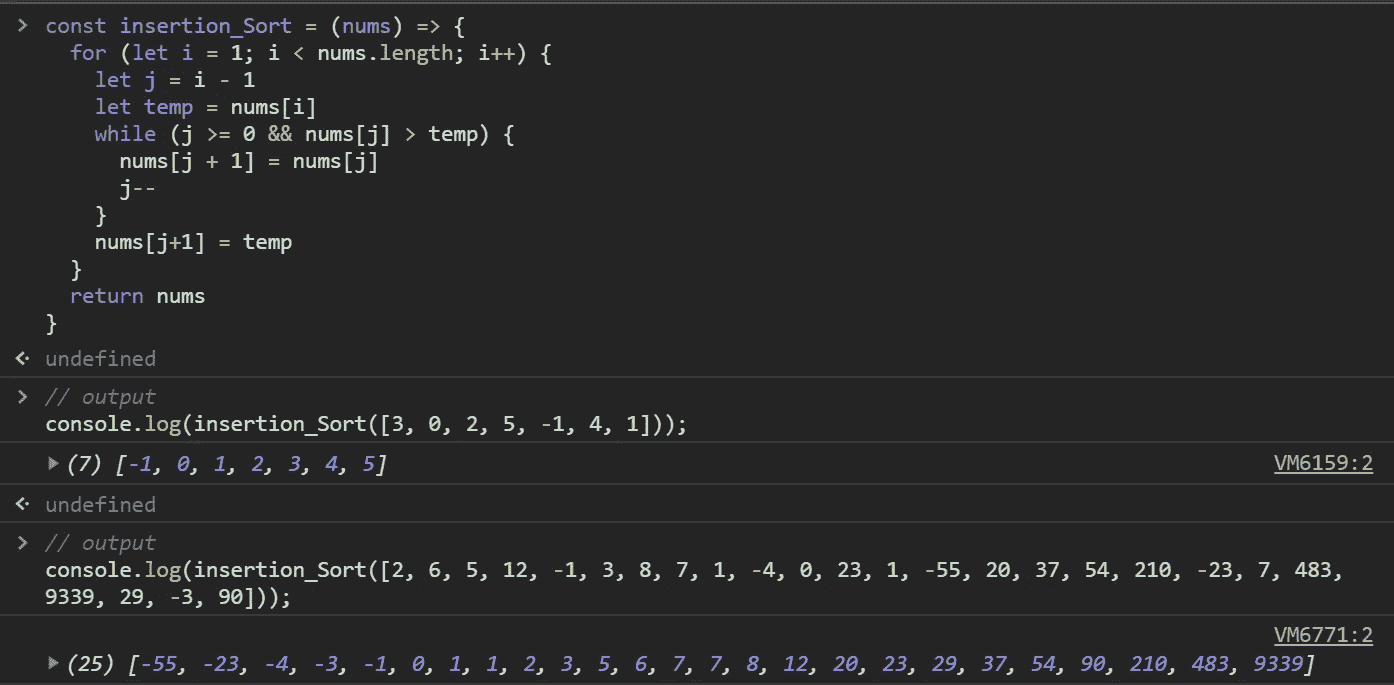 > const insertion_Sort = (nums) => {
for (let i = 1; i < nums.length; i++) {
let j = i - 1
let temp = nums[i]
while (j >= 0 && nums[j] > temp) {
nums[j + 1] = nums[j]
j--
}
nums[j+1] = temp
}
return nums
}
undefined
> // output
console.log(insertion_Sort([3, 0, 2, 5, -1, 4, 1]));
(7) [-1, 0, 1, 2, 3, 4, 5] VM6159:2
undefined
> // output
console.log(insertion_Sort([2, 6, 5, 12, -1, 3, 8, 7, 1, -4, 0, 23, 1, -55, 20, 37, 54, 210, -23, 7, 483,
9339, 29, -3, 90]));
VM6771:2
(25) [-55, -23, -4, -3, -1, 0, 1, 1, 2, 3, 5, 6, 7, 7, 8, 12, 20, 23, 29, 37, 54, 90, 210, 483, 9339]